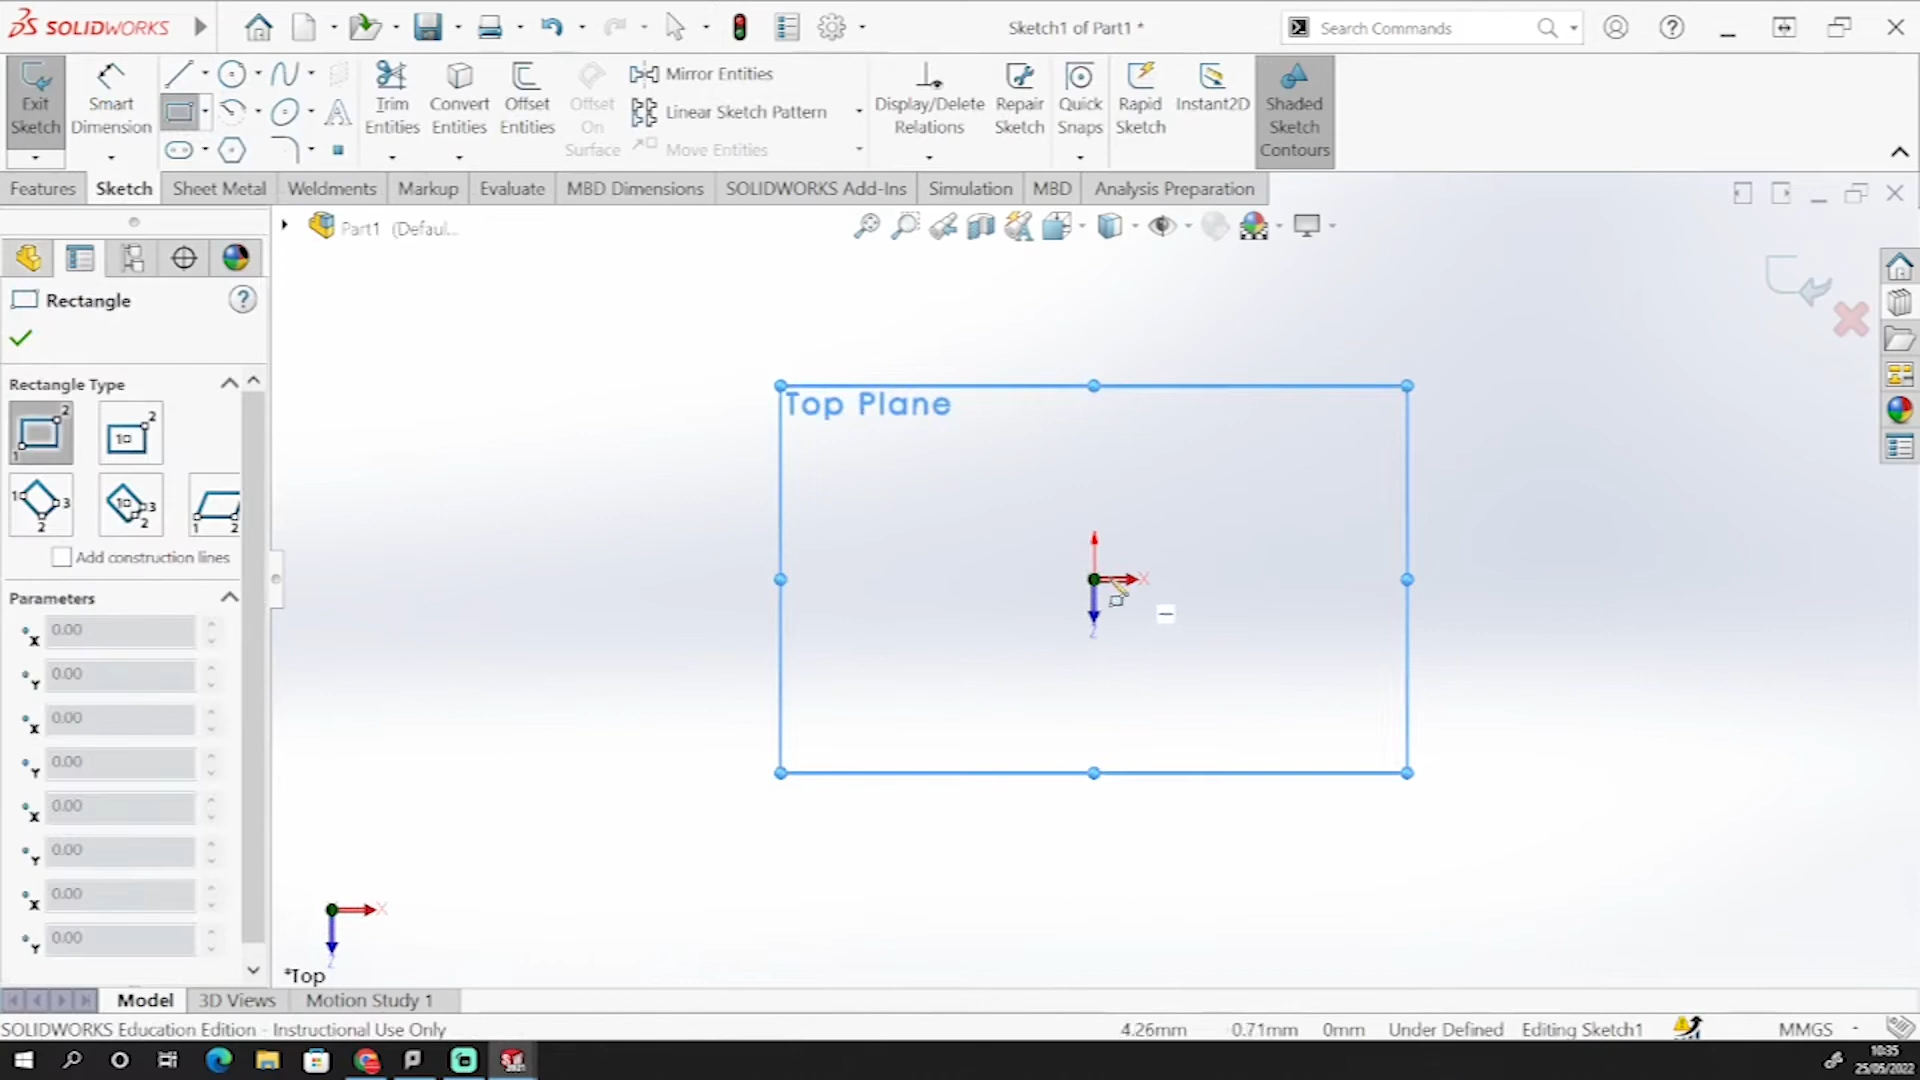 SOLIDWORKS
Sketch1 of Part1 *
Search Commands
Exit Sketch
Smart Dimension
Trim Entities
Convert Entities
Offset Entities
Offset On Surface
Mirror Entities
Linear Sketch Pattern
Move Entities
Display/Delete Relations
Repair Sketch
Quick Snaps
Rapid Sketch
Instant2D
Shaded Sketch Contours
Features Sketch Sheet Metal Weldments Markup Evaluate MBD Dimensions SOLIDWORKS Add-Ins Simulation MBD Analysis Preparation
Part1 (Defaul...
Rectangle
Rectangle Type
Add construction lines
Parameters
X 0.00
Y 0.00
X 0.00
Y 0.00
X 0.00
Y 0.00
X 0.00
Y 0.00
Top Plane
X
Z
X
Z
*Top
Model 3D Views Motion Study 1
SOLIDWORKS Education Edition - Instructional Use Only
4.26mm -0.71mm 0mm Under Defined Editing Sketch1 MMGS
10:35
25/05/2022